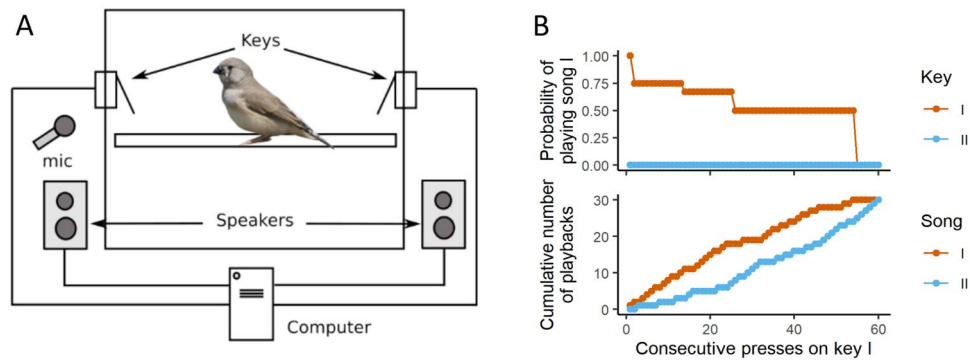 A
Keys
mic
Speakers
Computer
B
Probability of
playing song I
1.00
0.75
0.50
0.25
0.00
Key
I
II
Cumulative number
of playbacks
30
20
10
0
0
20
40
60
Consecutive presses on key I
Song
I
II